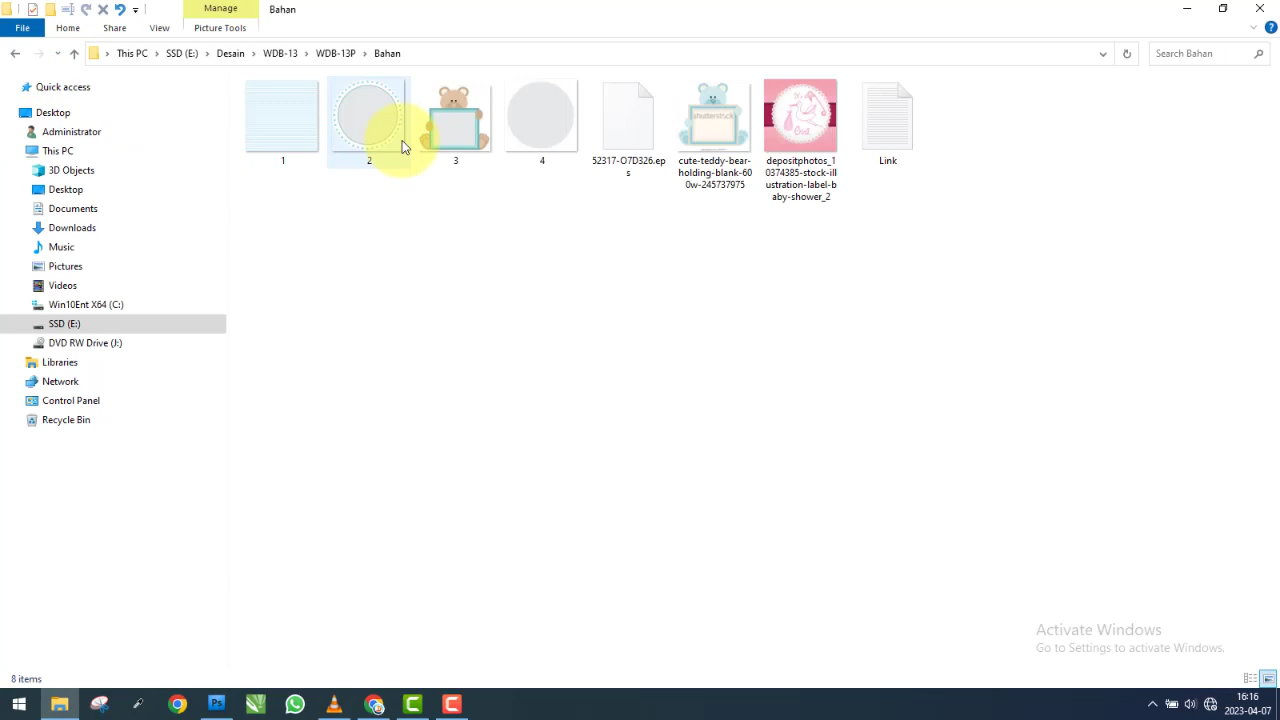 Manage
Bahan
File
Home
Share
View
Picture Tools
This PC
SSD (E:)
Desain
WDB-13
WDB-13P
Bahan
Search Bahan
Quick access
Desktop
Administrator
This PC
3D Objects
Desktop
Documents
Downloads
Music
Pictures
Videos
Win10Ent X64 (C:)
SSD (E:)
DVD RW Drive (J:)
Libraries
Network
Control Panel
Recycle Bin
1
2
3
4
52317-O7D326.ep
s
shutterstock
cute-teddy-bear-
holding-blank-60
0w-245737975
depositphotos_1
0374385-stock-ill
ustration-label-b
aby-shower_2
Link
Activate Windows
Go to Settings to activate Windows.
8 items
Ps
16:16
2023-04-07